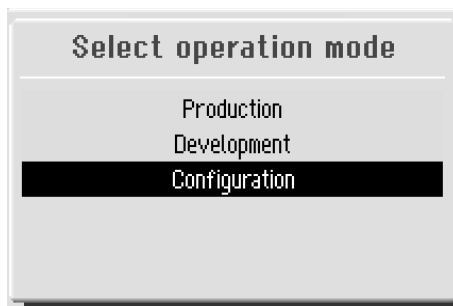 Select operation mode
Production
Development
Configuration